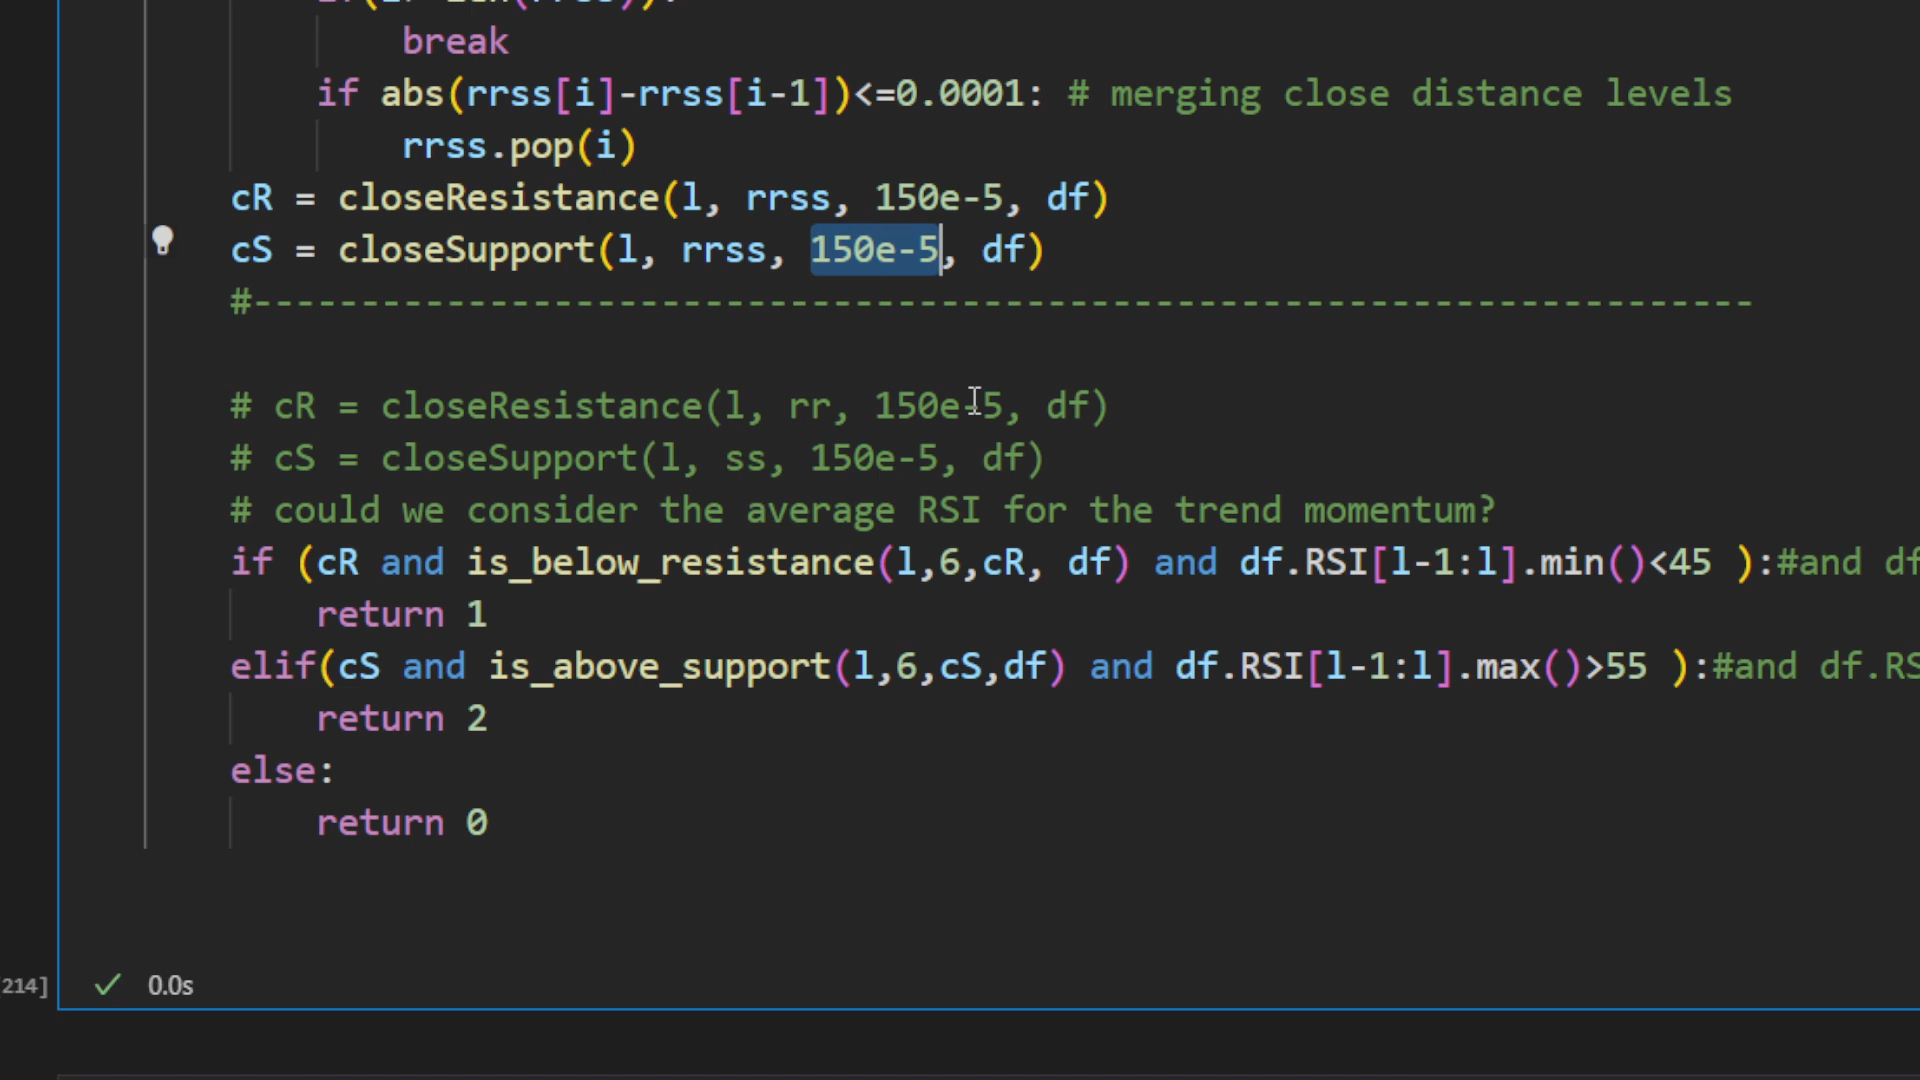 break
if abs(rrss[i]-rrss[i-1])<=0.0001: # merging close distance levels
rrss.pop(i)
cR = closeResistance(l, rrss, 150e-5, df)
cS = closeSupport(l, rrss, 150e-5, df)
#----------------------------------------------------------------------
# cR = closeResistance(l, rr, 150e-5, df)
# cS = closeSupport(l, ss, 150e-5, df)
# could we consider the average RSI for the trend momentum?
if (cR and is_below_resistance(l,6,cR, df) and df.RSI[l-1:l].min()<45 ):#and df
return 1
elif(cS and is_above_support(l,6,cS,df) and df.RSI[l-1:l].max()>55 ):#and df.RS
return 2
else:
return 0
214]
0.0s